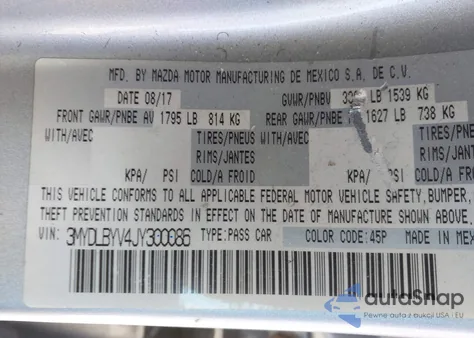 MFD. BY MAZDA MOTOR MANUFACTURING DE MEXICO S.A. DE C.V.
DATE 08/17 GVWR/PNBV LB 1539 KG
FRONT GAWR/PNBE AV 1795 LB 814 KG REAR GAWR/PNBE 1627 LB 738 KG
WITH/AVEC TIRES/PNEUS WITH/AVEC TIRES/PNEU
RIMS/JANTES RIMS/JANT
KPA/ PSI COLD/A FROID KPA/ PSI COLD/A F
THIS VEHICLE CONFORMS TO ALL APPLICABLE FEDERAL MOTOR VEHICLE SAFETY, BUMPER,
THEFT PREVENTION STANDARDS IN EFFECT ON THE DATE OF MANUFACTURE SHOWN ABOVE,
VIN: 3MYDLBYV4JY300086 TYPE:PASS CAR COLOR CODE:45P MADE IN MEX
autoSnap
Pewne auta z aukcji USA i EU